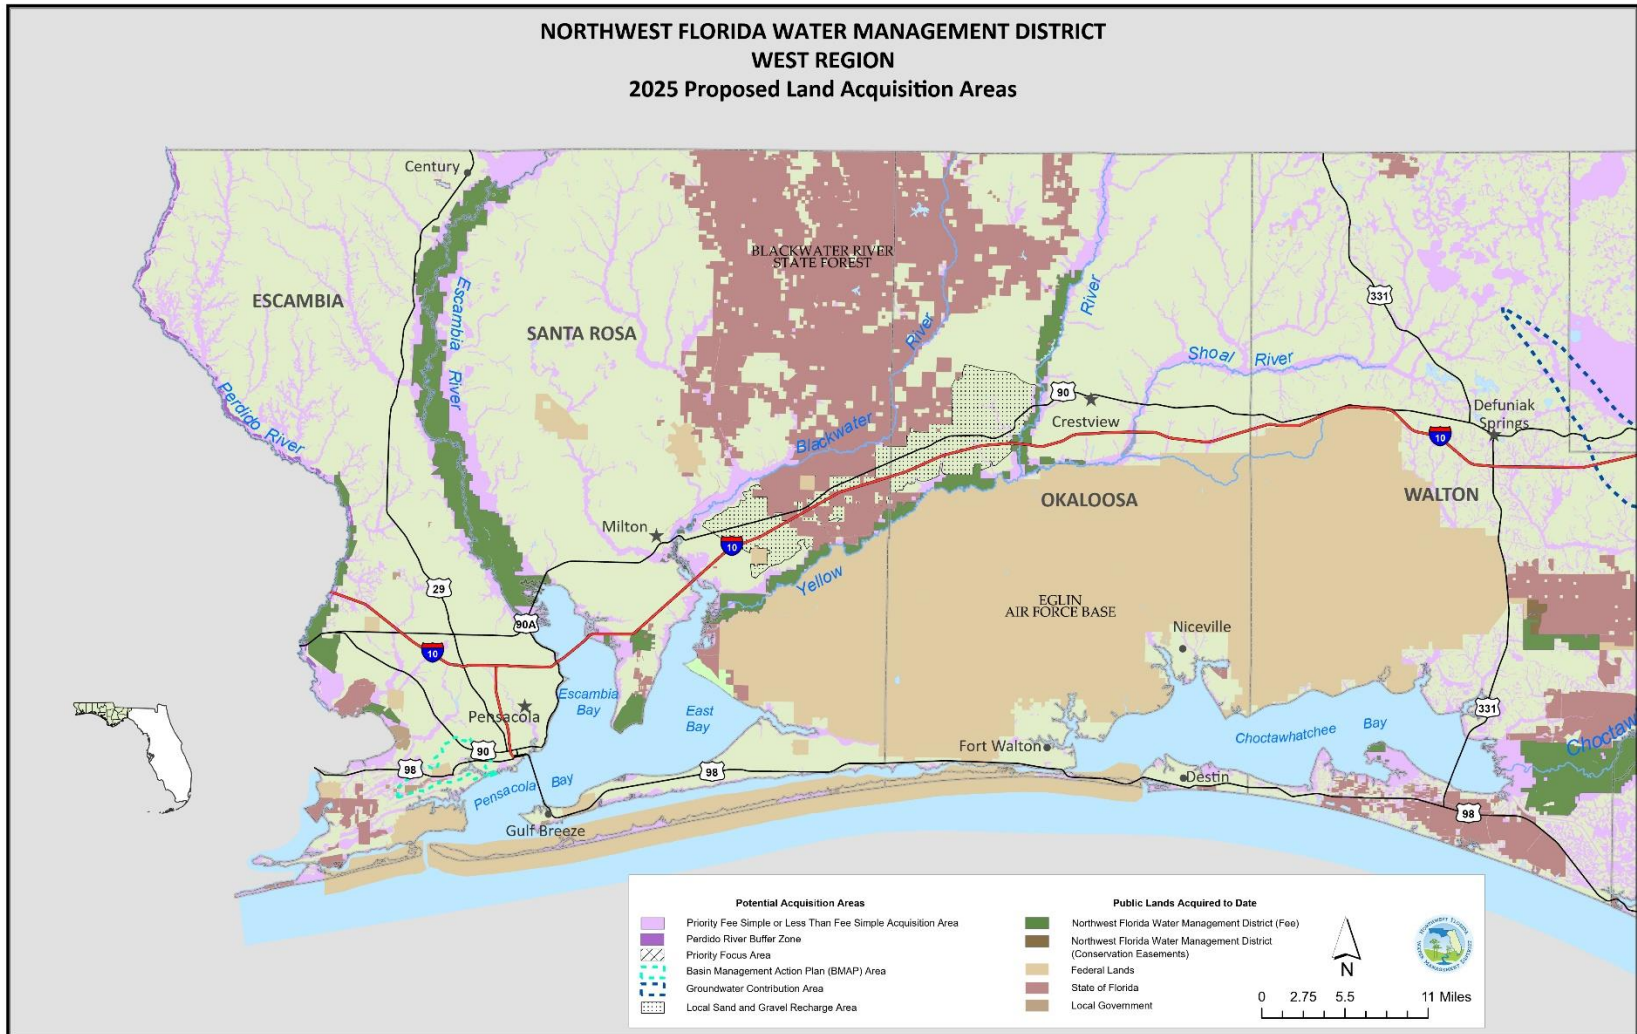 NORTHWEST FLORIDA WATER MANAGEMENT DISTRICT
WEST REGION
2025 Proposed Land Acquisition Areas
Century
BLACKWATER RIVER
STATE FOREST
ESCAMBIA
Escambia River
SANTA ROSA
River
River
331
Shoal River
Perdido River
90
Crestview
Defuniak
Springs
10
Blackwater
OKALOOSA
WALTON
Milton
10
Yellow
29
EGLIN
AIR FORCE BASE
90A
Niceville
10
Escambia
Bay
East
Bay
Pensacola
331
Choctawhatchee Bay
Choctaw
Fort Walton
90
98
98
Destin
Pensacola Bay
98
Gulf Breeze
Potential Acquisition Areas
Priority Fee Simple or Less Than Fee Simple Acquisition Area
Perdido River Buffer Zone
Priority Focus Area
Basin Management Action Plan (BMAP) Area
Groundwater Contribution Area
Local Sand and Gravel Recharge Area
Public Lands Acquired to Date
Northwest Florida Water Management District (Fee)
Northwest Florida Water Management District
(Conservation Easements)
Federal Lands
State of Florida
Local Government
N
0 2.75 5.5 11 Miles
NORTHWEST FLORIDA
WATER MANAGEMENT DISTRICT